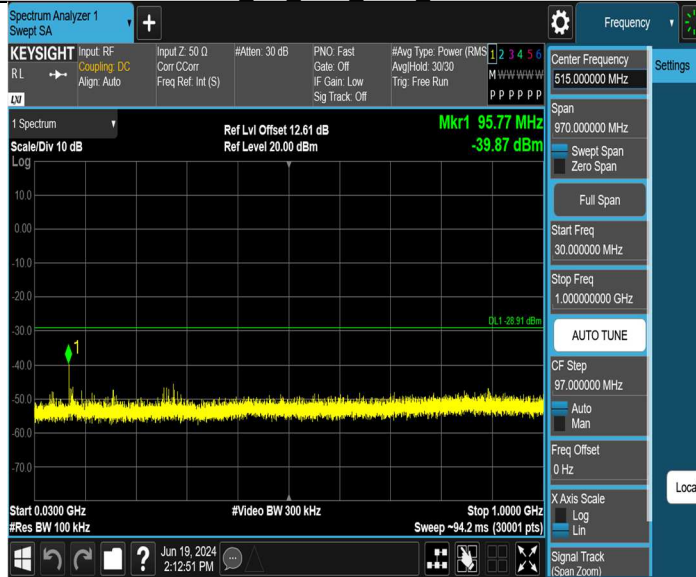 Spectrum Analyzer 1
Swept SA
Frequency
KEYSIGHT
RL
LXI
Input: RF
Coupling: DC
Align: Auto
Input Z: 50 Ω
Corr CCorr
Freq Ref: Int (S)
#Atten: 30 dB
PNO: Fast
Gate: Off
IF Gain: Low
Sig Track: Off
#Avg Type: Power (RMS
Avg|Hold: 30/30
Trig: Free Run
1 2 3 4 5 6
M W W W W W
P P P P P P
1 Spectrum
Scale/Div 10 dB
Log
Ref Lvl Offset 12.61 dB
Ref Level 20.00 dBm
Mkr1 95.77 MHz
-39.87 dBm
10.0
0.00
-10.0
-20.0
-30.0
-40.0
-50.0
-60.0
-70.0
DL1 -28.91 dBm
1
Start 0.0300 GHz
#Res BW 100 kHz
#Video BW 300 kHz
Stop 1.0000 GHz
Sweep ~94.2 ms (30001 pts)
Jun 19, 2024
2:12:51 PM
Center Frequency
515.000000 MHz
Span
970.000000 MHz
Swept Span
Zero Span
Full Span
Start Freq
30.000000 MHz
Stop Freq
1.000000000 GHz
AUTO TUNE
CF Step
97.000000 MHz
Auto
Man
Freq Offset
0 Hz
X Axis Scale
Log
Lin
Signal Track
(Span Zoom)
Settings
Loca